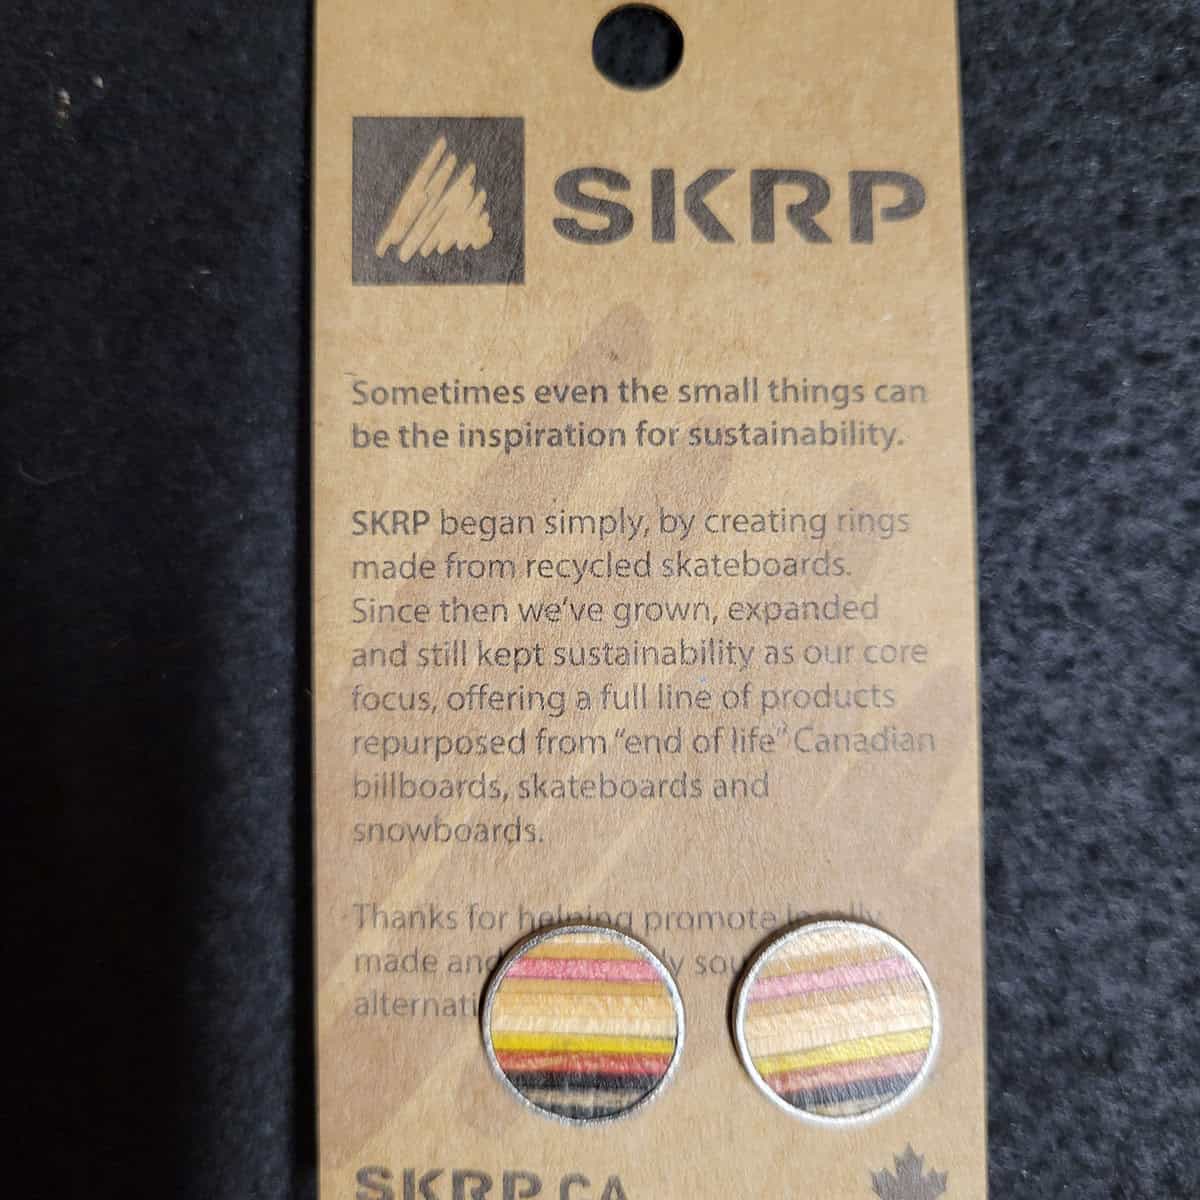 SKRP
Sometimes even the small things can
be the inspiration for sustainability.
SKRP began simply, by creating rings
made from recycled skateboards.
Since then we've grown, expanded
and still kept sustainability as our core
focus, offering a full line of products
repurposed from "end of life" Canadian
billboards, skateboards and
snowboards.
Thanks for helping promote locally
made and
SKRP.CA